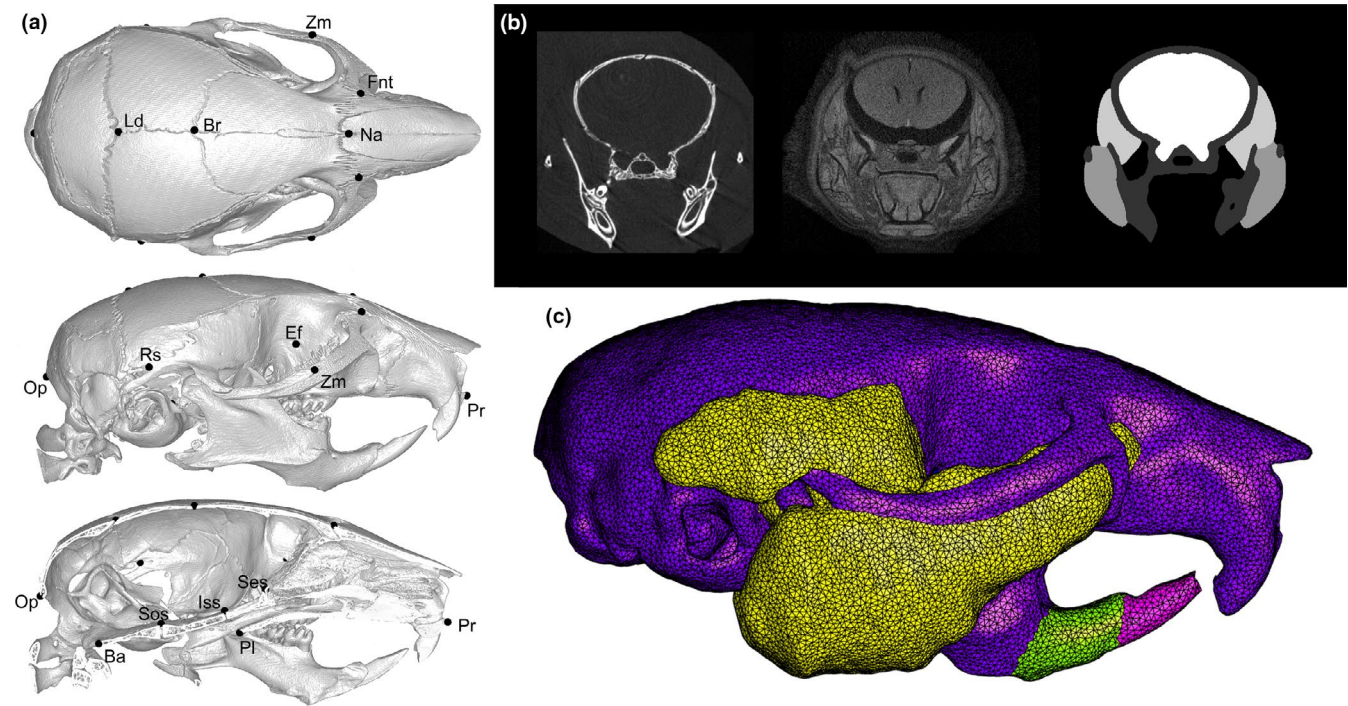 (a)
Zm
Fnt
Ld
Br
Na
Ef
Rs
Zm
Op
Pr
Ses
Iss
Op
Sos
Pr
Pl
Ba
(b)
(c)